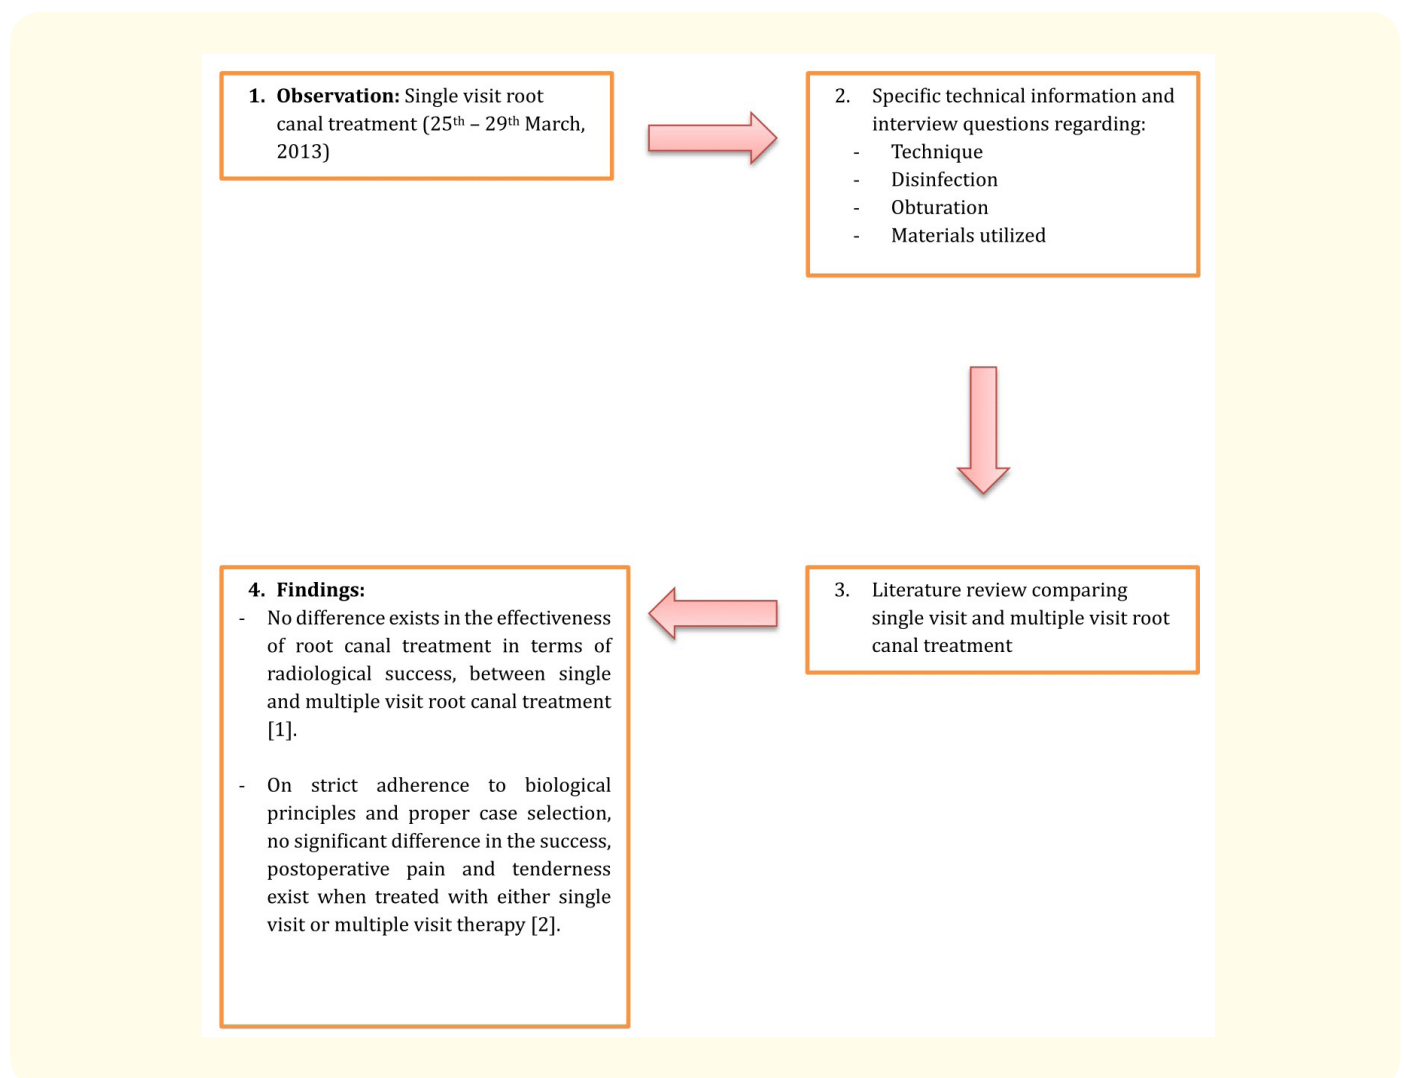 1. Observation: Single visit root
canal treatment (25th – 29th March,
2013)
2. Specific technical information and
interview questions regarding:
- Technique
- Disinfection
- Obturation
- Materials utilized
3. Literature review comparing
single visit and multiple visit root
canal treatment
4. Findings:
- No difference exists in the effectiveness
of root canal treatment in terms of
radiological success, between single
and multiple visit root canal treatment
[1].
- On strict adherence to biological
principles and proper case selection,
no significant difference in the success,
postoperative pain and tenderness
exist when treated with either single
visit or multiple visit therapy [2].